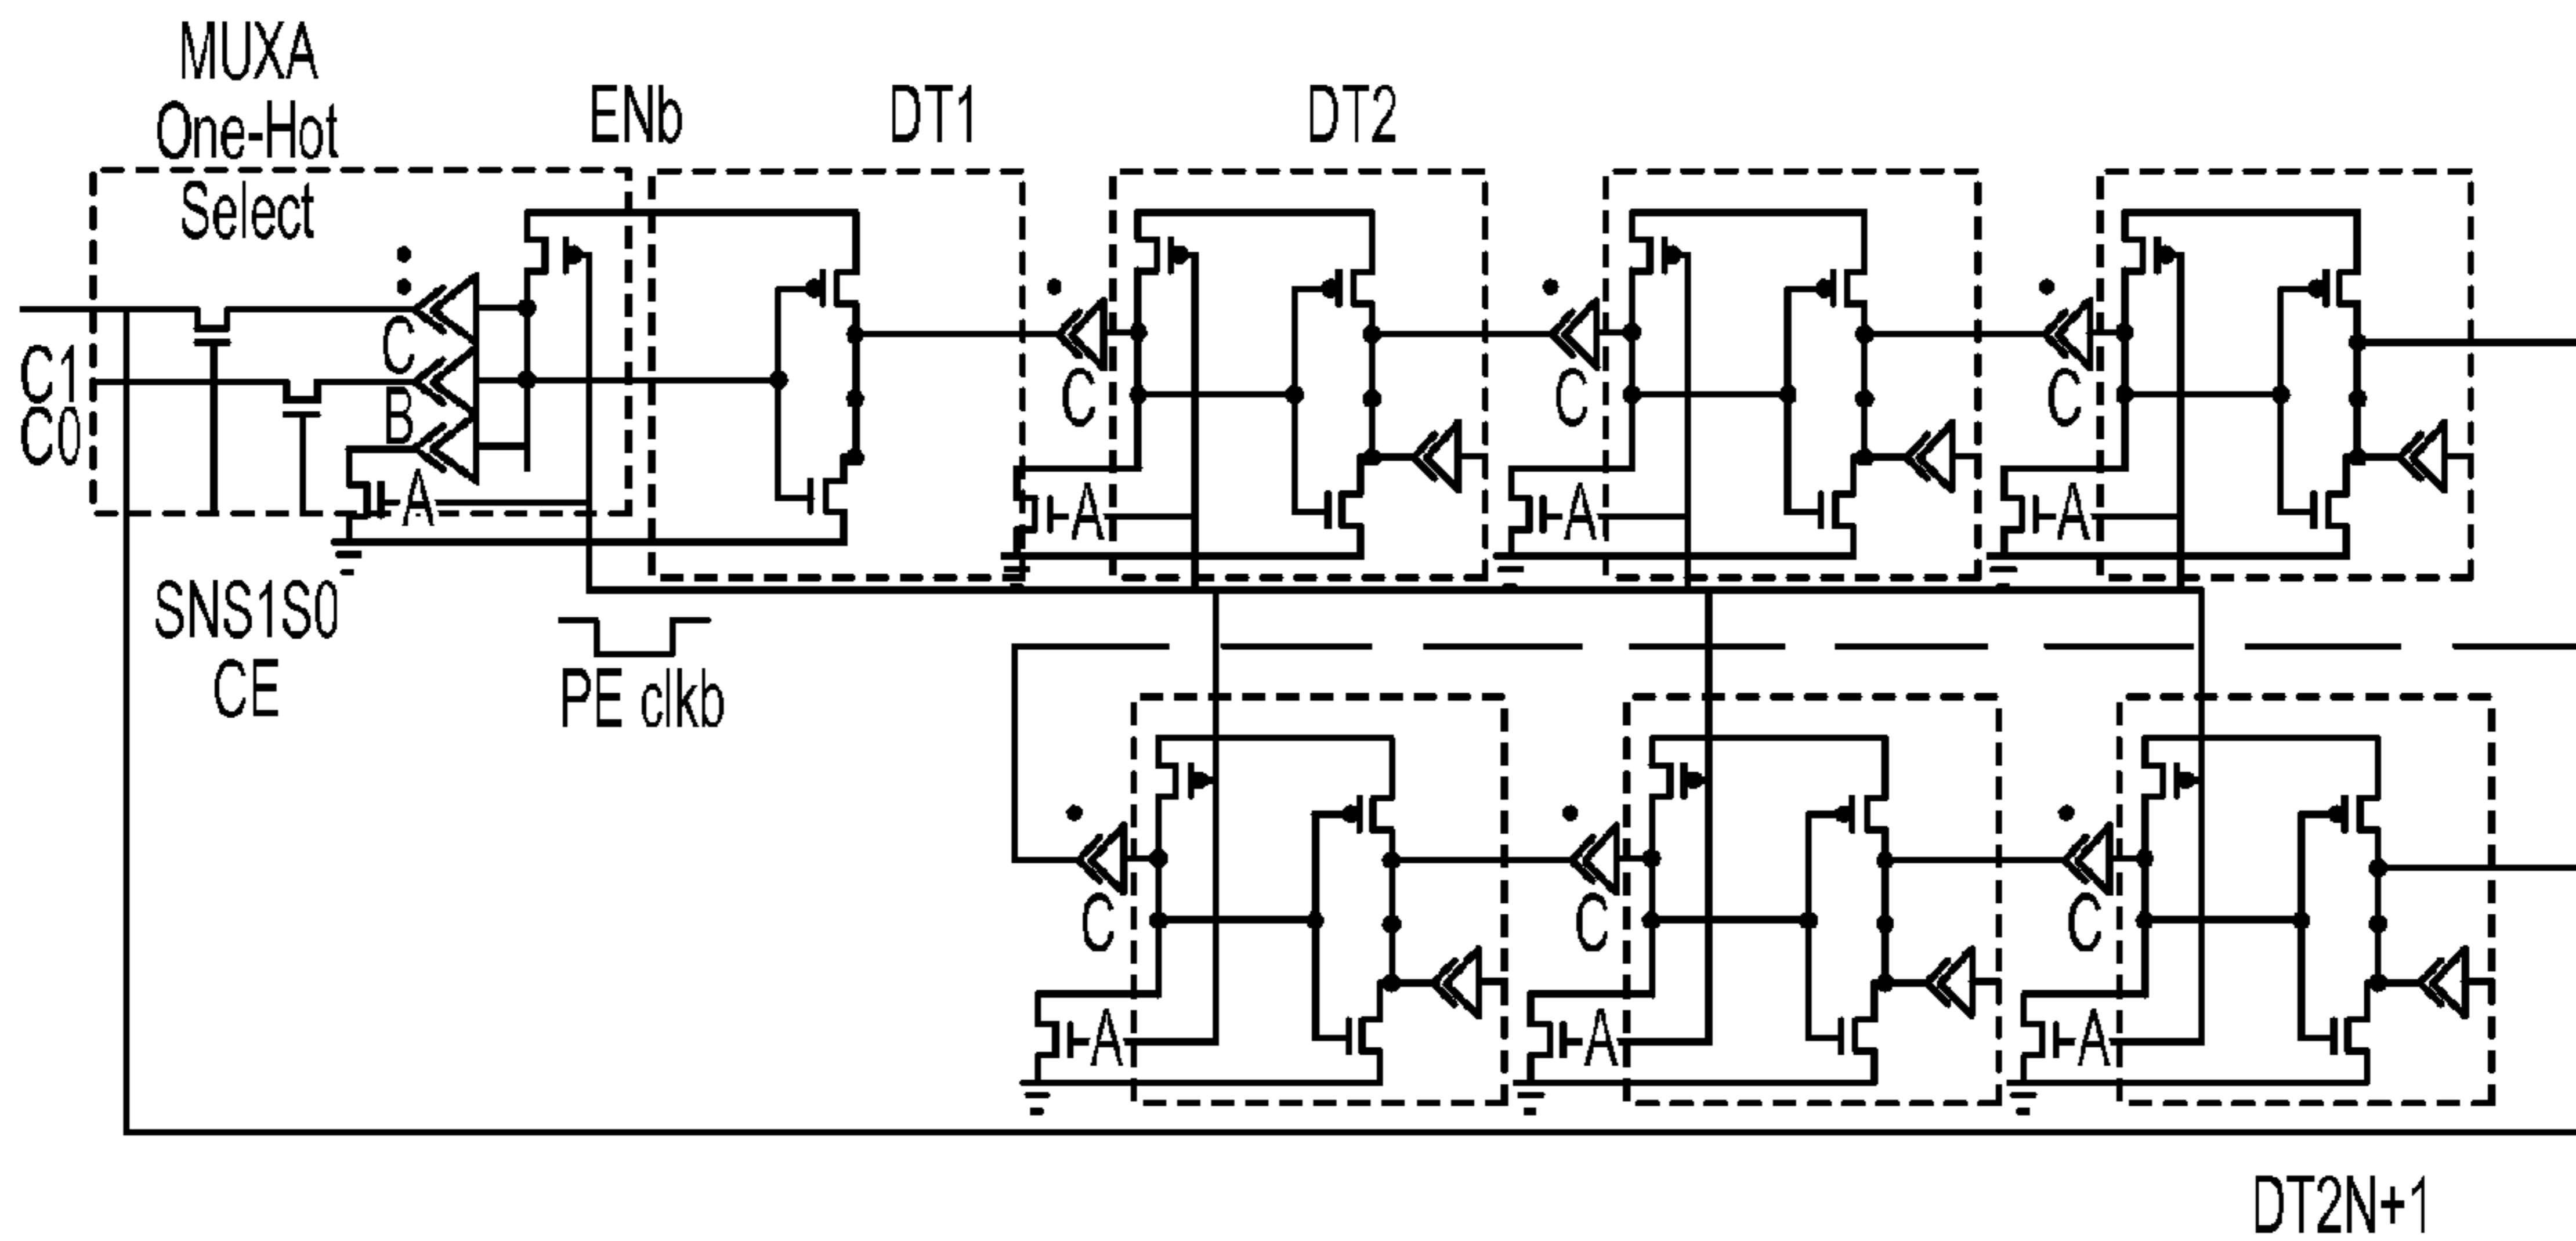 MUXA
One-Hot
Select
ENb
DT1
DT2
C1
C0
C
B
A
C
A
C
A
C
A
SNS1S0
CE
PE clkb
C
A
C
A
C
A
DT2N+1